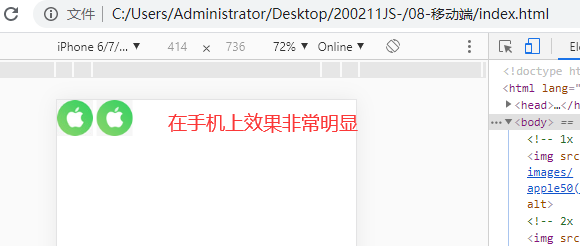 文件 C:/Users/Administrator/Desktop/200211JS-/08-移动端/index.html
iPhone 6/7/... ▼ 414 × 736 72% ▼ Online ▼
El
<!doctype ht
<html lang="
▶<head>…</hea
▼<body> ==
<!-- 1x
<img src
images/
apple50(
alt>
<!-- 2x
<img src
在手机上效果非常明显